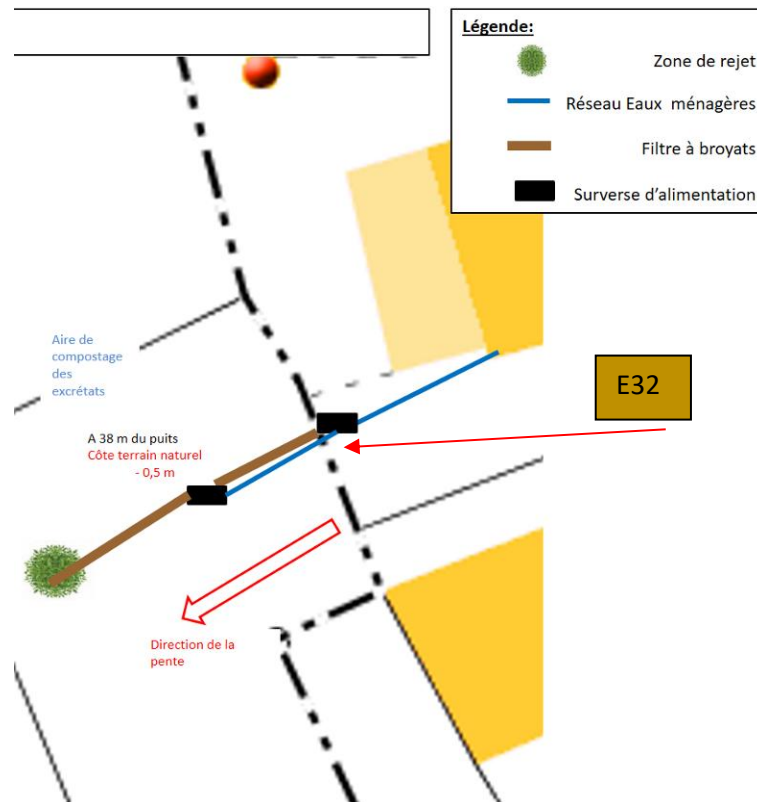 Légende:
Zone de rejet
Réseau Eaux ménagères
Filtre à broyats
Surverse d’alimentation
Aire de
compostage
des
excrétats
E32
A 38 m du puits
Côte terrain naturel
- 0,5 m
Direction de la
pente